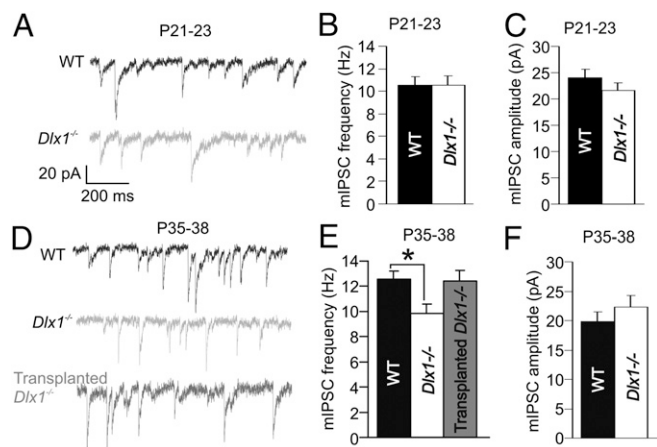 A
P21-23
WT
Dlx1-/-
20 pA
200 ms
B
P21-23
mIPSC frequency (Hz)
14
12
10
8
6
4
2
0
WT
Dlx1-/-
C
P21-23
mIPSC amplitude (pA)
30
25
20
15
10
5
0
WT
Dlx1-/-
D
P35-38
WT
Dlx1-/-
Transplanted
Dlx1-/-
E
P35-38
mIPSC frequency (Hz)
14
12
10
8
6
4
2
0
*
WT
Dlx1-/-
Transplanted Dlx1-/-
F
P35-38
mIPSC amplitude (pA)
30
25
20
15
10
5
0
WT
Dlx1-/-